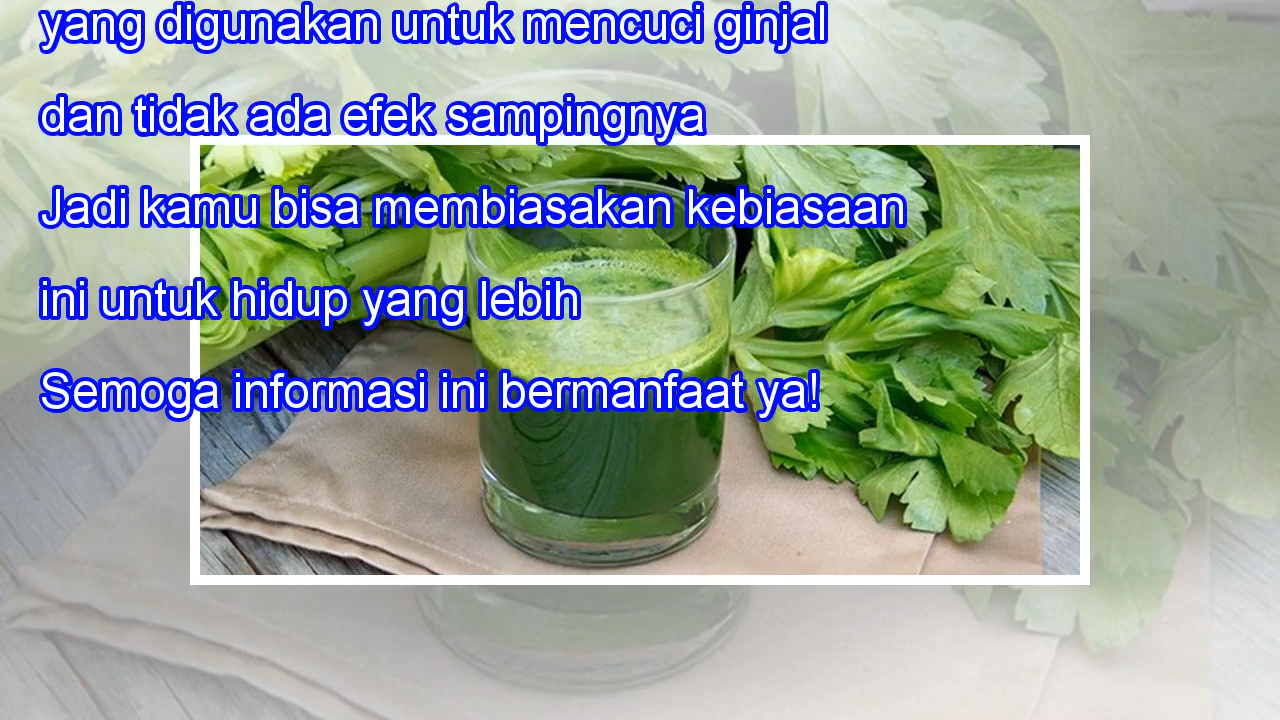 yang digunakan untuk mencuci ginjal
dan tidak ada efek sampingnya
Jadi kamu bisa membiasakan kebiasaan
ini untuk hidup yang lebih
Semoga informasi ini bermanfaat ya!